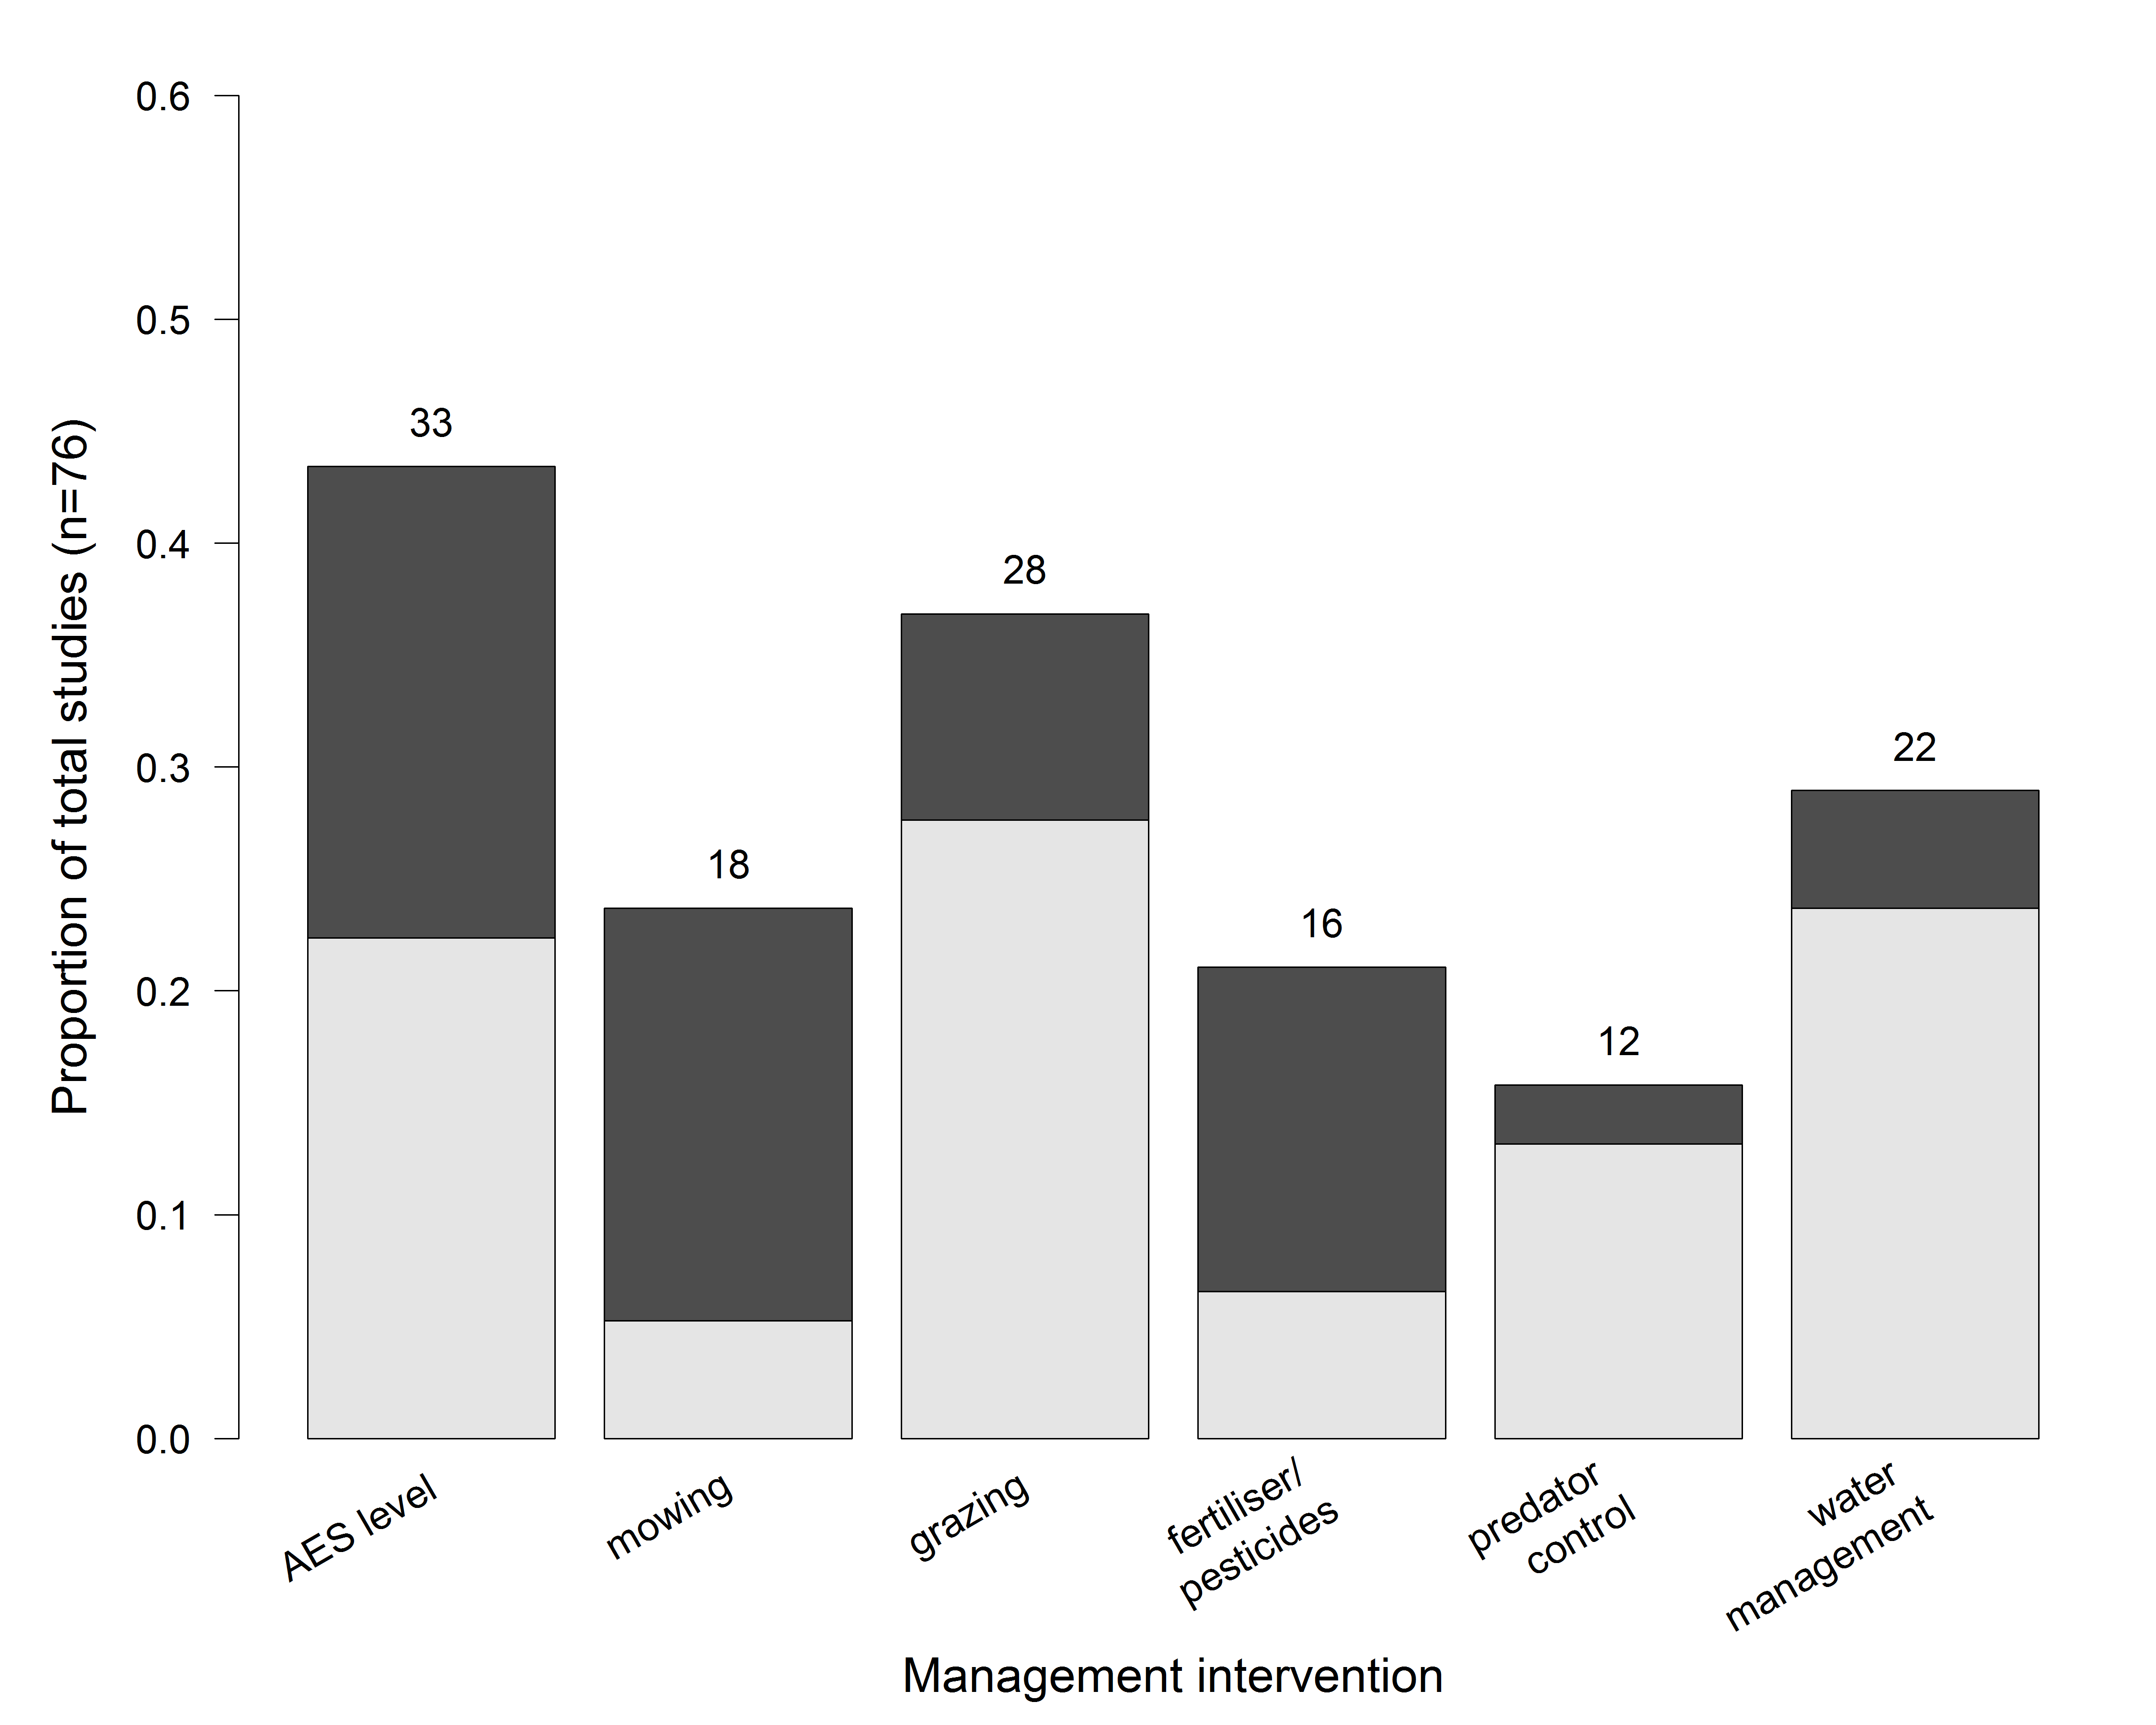 0.6
0.5
0.4
0.3
0.2
0.1
0.0
Proportion of total studies (n=76)
33
18
28
16
12
22
AES level
mowing
grazing
fertiliser/
pesticides
predator
control
water
management
Management intervention